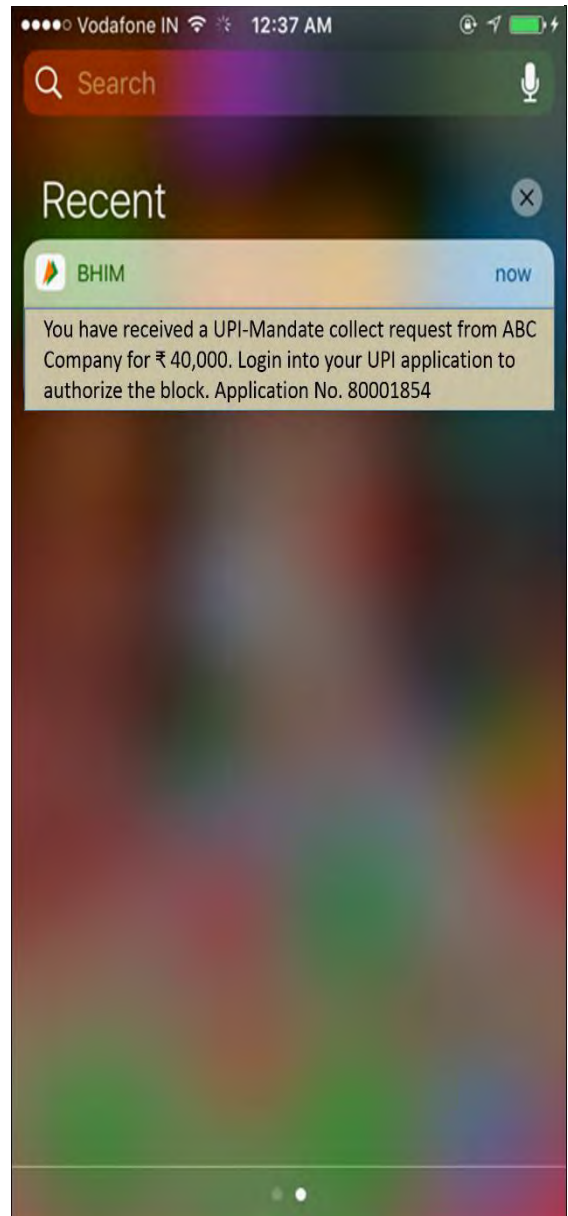 Vodafone IN 12:37 AM
Search
Recent
BHIM now
You have received a UPI-Mandate collect request from ABC
Company for ₹ 40,000. Login into your UPI application to
authorize the block. Application No. 80001854